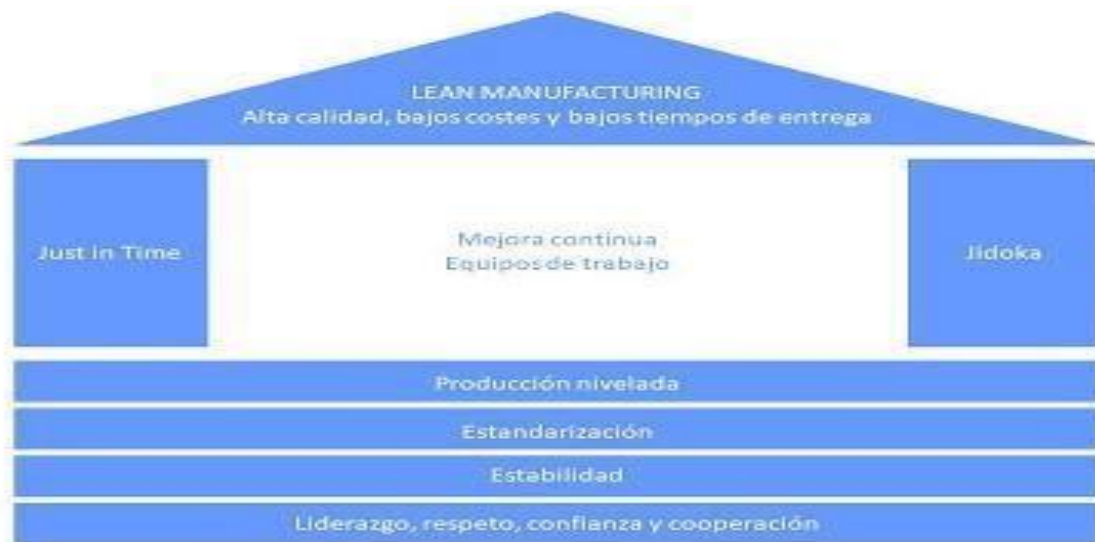 LEAN MANUFACTURING
Alta calidad, bajos costes y bajos tiempos de entrega
Just in Time
Mejora continua
Equipos de trabajo
Jidoka
Producción nivelada
Estandarización
Estabilidad
Liderazgo, respeto, confianza y cooperación